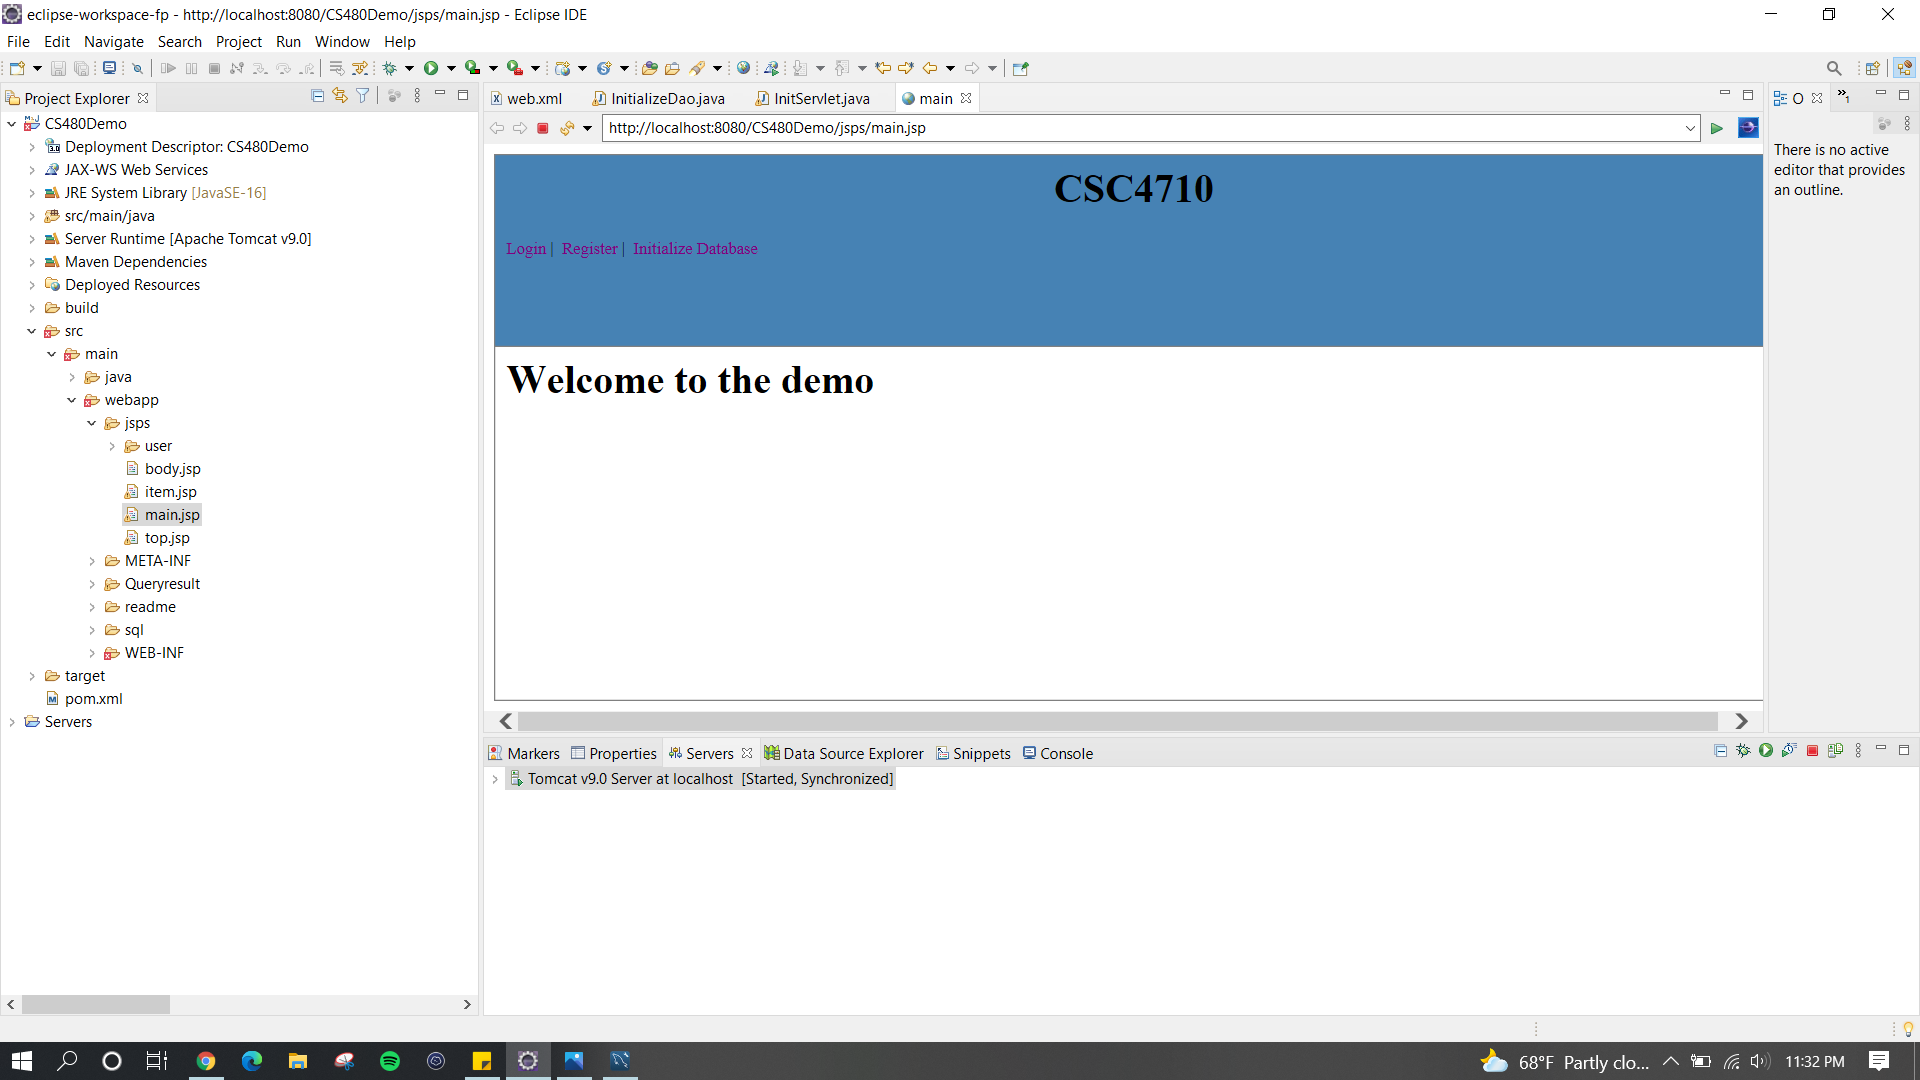 eclipse-workspace-fp - http://localhost:8080/CS480Demo/jsps/main.jsp - Eclipse IDE
File Edit Navigate Search Project Run Window Help
Project Explorer
CS480Demo
Deployment Descriptor: CS480Demo
JAX-WS Web Services
JRE System Library [JavaSE-16]
src/main/java
Server Runtime [Apache Tomcat v9.0]
Maven Dependencies
Deployed Resources
build
src
main
java
webapp
jsps
user
body.jsp
item.jsp
main.jsp
top.jsp
META-INF
Queryresult
readme
sql
WEB-INF
target
pom.xml
Servers
web.xml InitializeDao.java InitServlet.java main
http://localhost:8080/CS480Demo/jsps/main.jsp
CSC4710
Login | Register | Initialize Database
Welcome to the demo
O »1
There is no active
editor that provides
an outline.
Markers Properties Servers Data Source Explorer Snippets Console
Tomcat v9.0 Server at localhost [Started, Synchronized]
68°F Partly clo... 11:32 PM